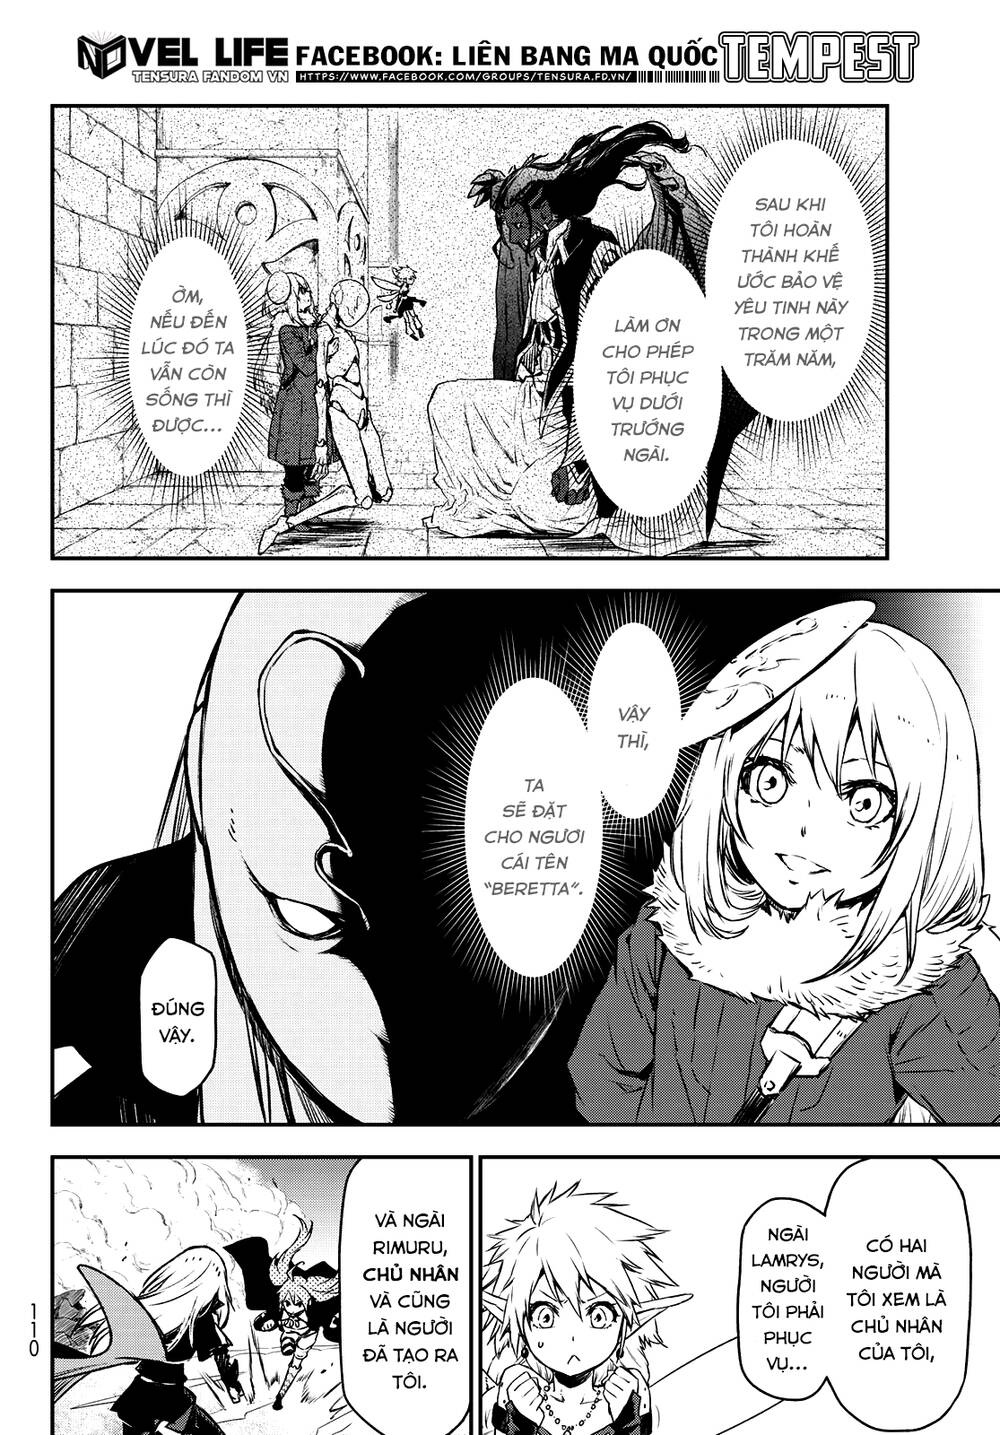 NOVEL LIFE
TENSURA FANDOM VN
FACEBOOK: LIÊN BANG MA QUỐC TEMPEST
HTTPS://WWW.FACEBOOK.COM/GROUPS/TENSURA.FD.VN/
SAU KHI
TÔI HOÀN
THÀNH KHẾ
ƯỚC BẢO VỆ
YÊU TINH NÀY
TRONG MỘT
TRĂM NĂM,
LÀM ƠN
CHO PHÉP
TÔI PHỤC
VỤ DƯỚI
TRƯỚNG
NGÀI.
ỜM,
NẾU ĐẾN
LÚC ĐÓ TA
VẪN CÒN
SỐNG THÌ
ĐƯỢC...
VẬY
THÌ,
TA
SẼ ĐẶT
CHO NGƯƠI
CÁI TÊN
“BERETTA”.
ĐÚNG
VẬY.
CÓ HAI
NGƯỜI MÀ
TÔI XEM LÀ
CHỦ NHÂN
CỦA TÔI,
NGÀI
LAMRYS,
NGƯỜI
TÔI PHẢI
PHỤC
VỤ...
VÀ NGÀI
RIMURU,
CHỦ NHÂN
VÀ CŨNG
LÀ NGƯỜI
ĐÃ TẠO RA
TÔI.
110